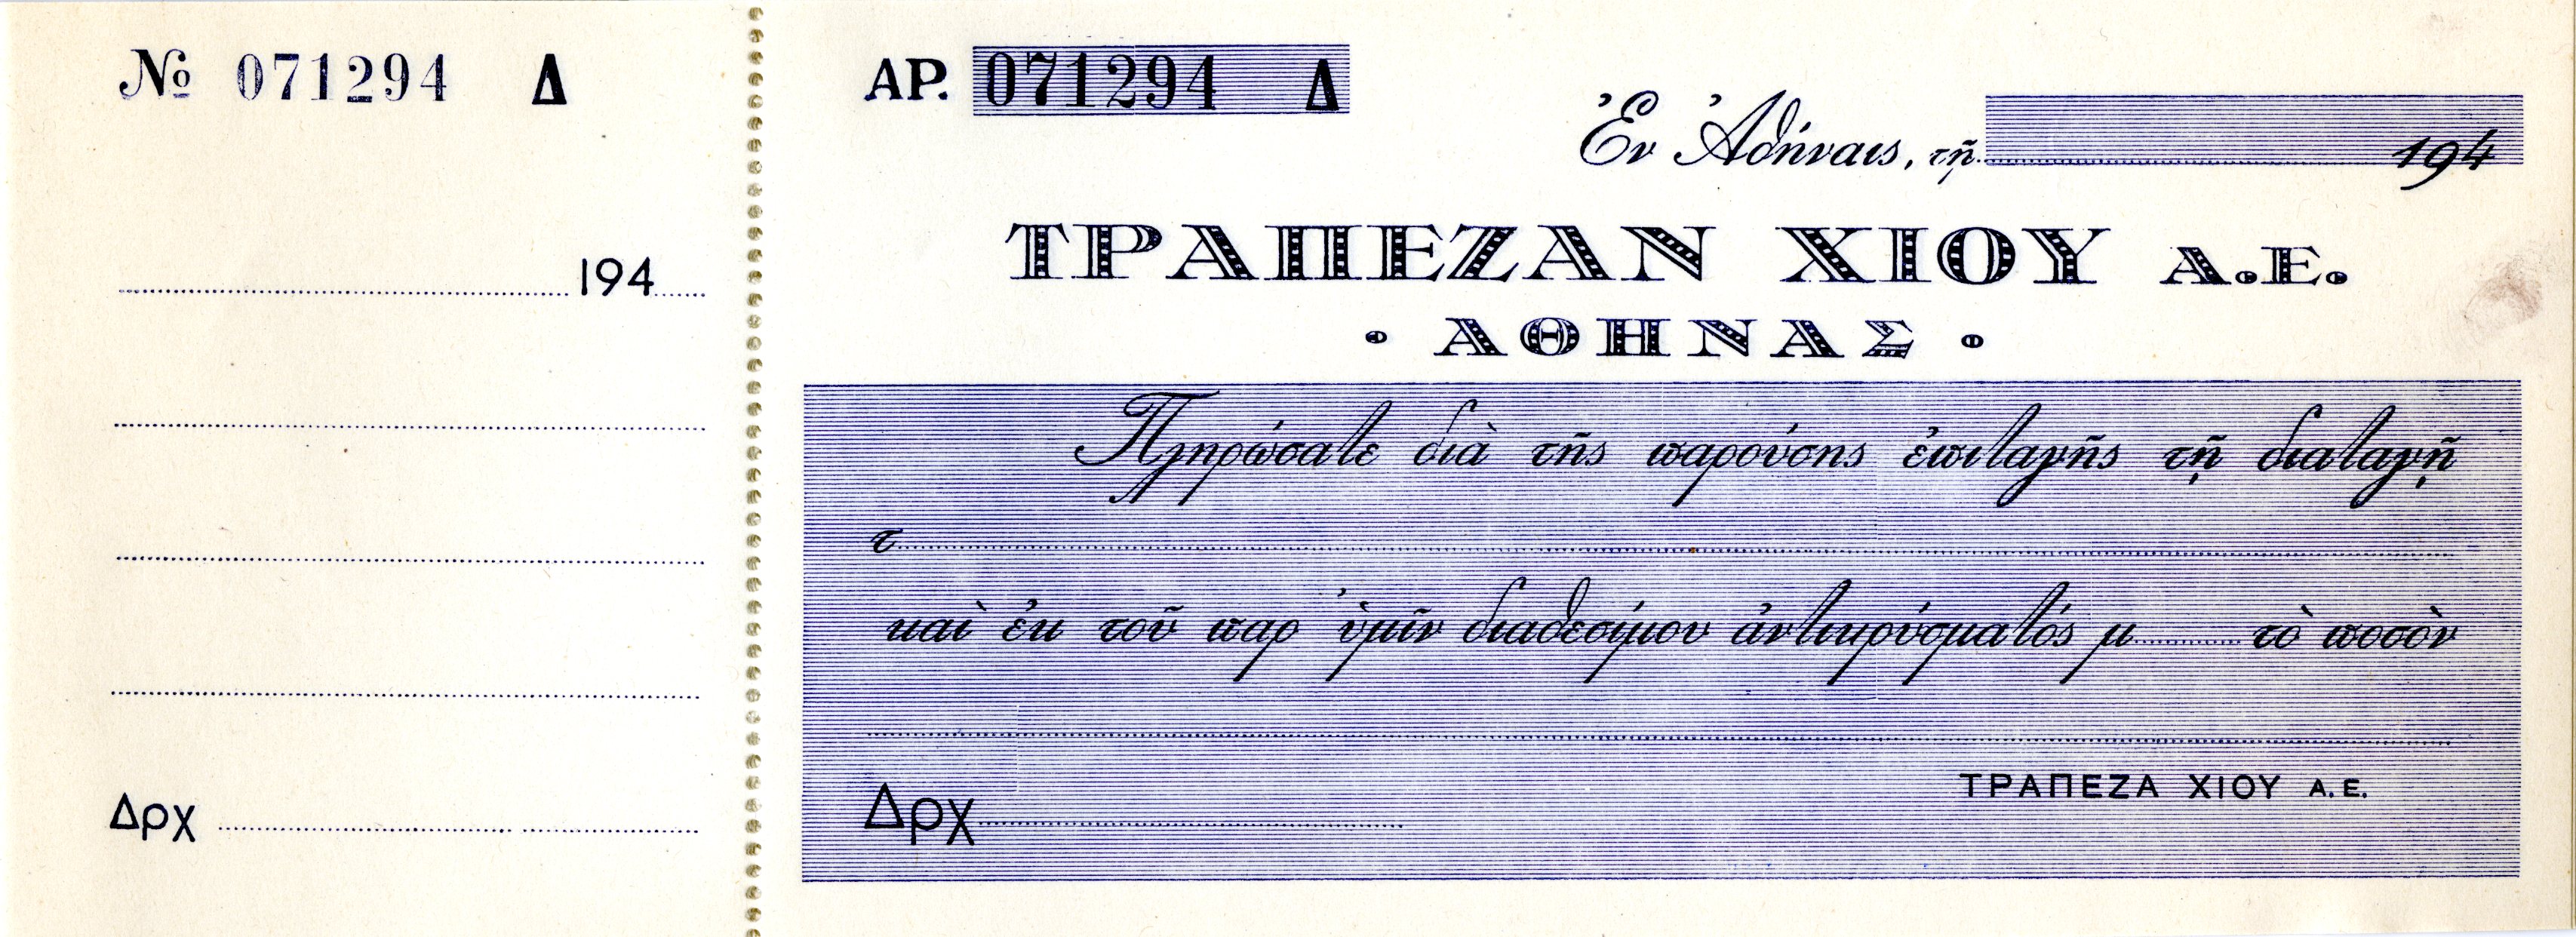 № 071294 Δ
194
Δρχ
ΑΡ. 071294 Δ
Ἐν Ἀθήναις, τῇ 194
ΤΡΑΠΕΖΑΝ ΧΙΟΥ Α.Ε.
· ΑΘΗΝΑΣ ·
Πληρώσατε διὰ τῆς παρούσης ἐπιταγῆς τῇ διαταγῇ
τ
καὶ ἐκ τοῦ παρ' ὑμῖν διαθεσίμου ἀντικρύσματός μ τὸ ποσὸν
Δρχ
ΤΡΑΠΕΖΑ ΧΙΟΥ Α.Ε.